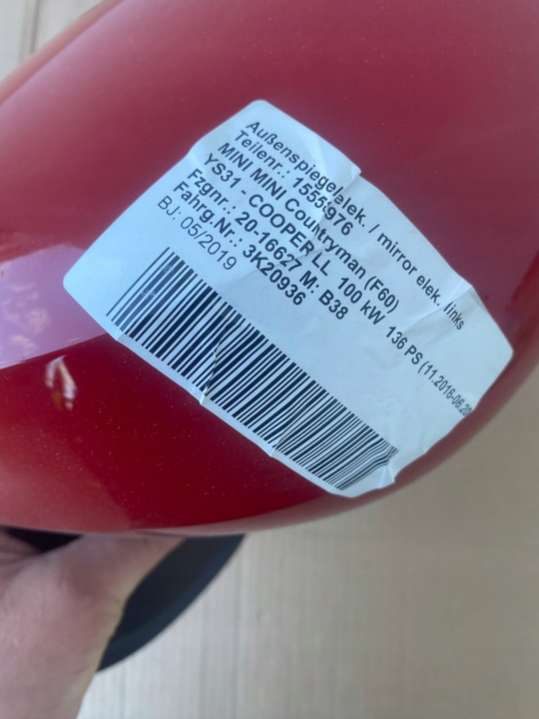 Außenspiegel elek. / mirror elek. links
Teilenr.: 1555976
MINI MINI Countryman (F60)
YS31 - COOPER LL 100 kW 136 PS (11.2016-06.20
Fzgnr.: 20-16627 M: B38
Fahrg.Nr.: 3K20936
BJ: 05/2019